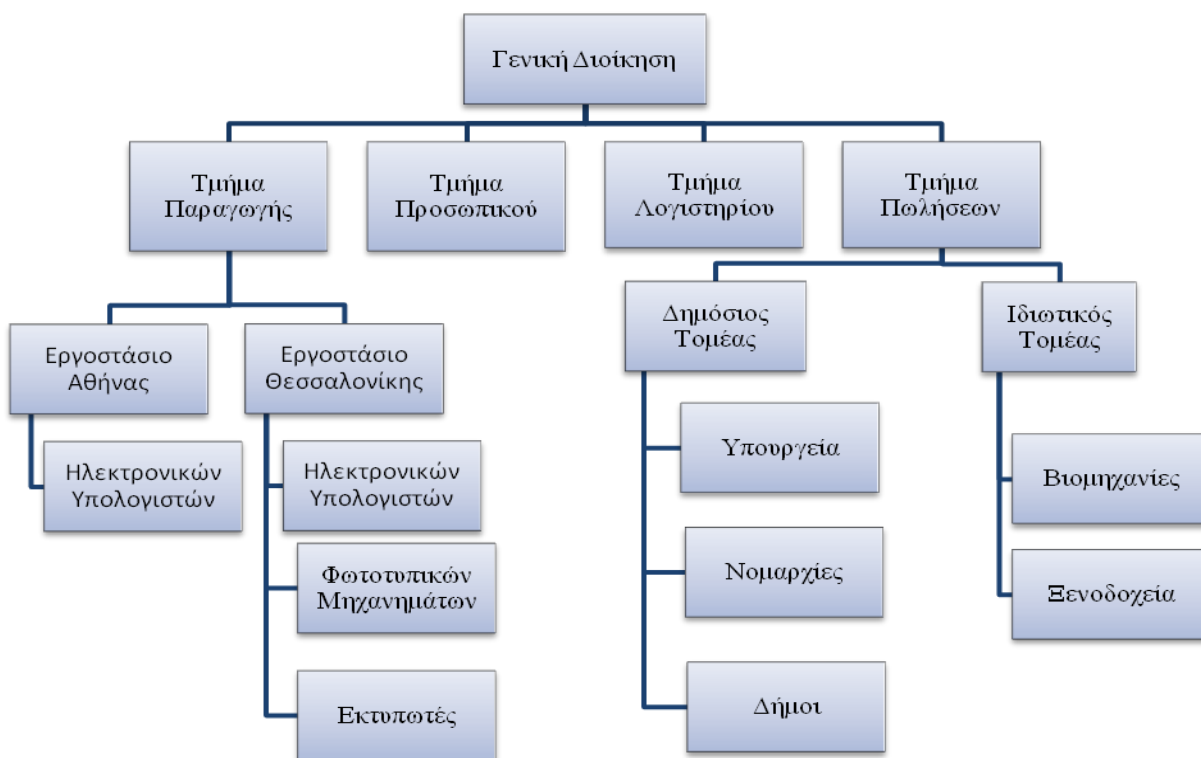 Γενική Διοίκηση
Τμήμα
Παραγωγής
Τμήμα
Προσωπικού
Τμήμα
Λογιστηρίου
Τμήμα
Πωλήσεων
Εργοστάσιο
Αθήνας
Ηλεκτρονικών
Υπολογιστών
Εργοστάσιο
Θεσσαλονίκης
Ηλεκτρονικών
Υπολογιστών
Φωτοτυπικών
Μηχανημάτων
Εκτυπωτές
Δημόσιος
Τομέας
Υπουργεία
Νομαρχίες
Δήμοι
Ιδιωτικός
Τομέας
Βιομηχανίες
Ξενοδοχεία